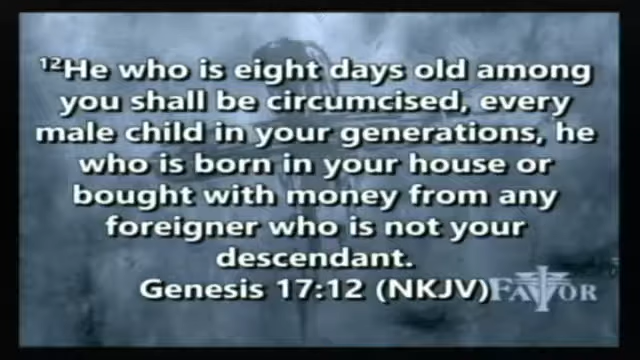 ¹²He who is eight days old among
you shall be circumcised, every
male child in your generations, he
who is born in your house or
bought with money from any
foreigner who is not your
descendant.
Genesis 17:12 (NKJV)
FAVOR